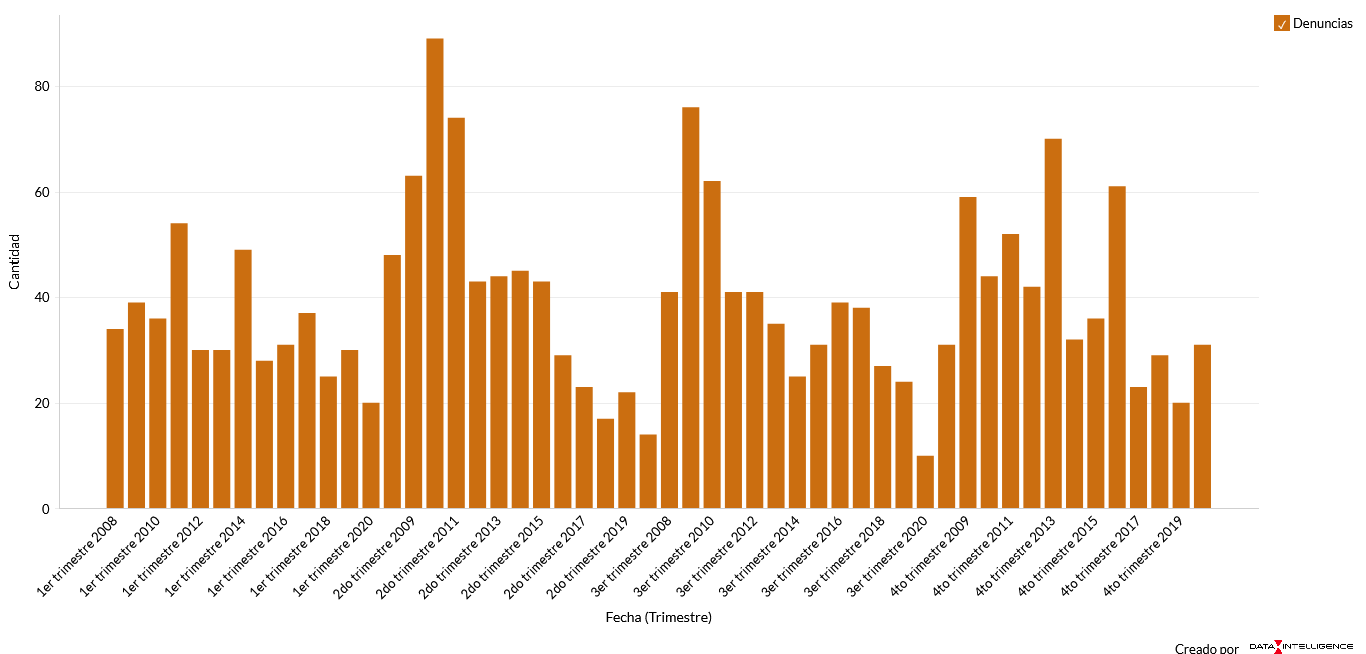 Denuncias
Cantidad
80
60
40
20
0
1er trimestre 2008
1er trimestre 2010
1er trimestre 2012
1er trimestre 2014
1er trimestre 2016
1er trimestre 2018
1er trimestre 2020
2do trimestre 2009
2do trimestre 2011
2do trimestre 2013
2do trimestre 2015
2do trimestre 2017
2do trimestre 2019
3er trimestre 2008
3er trimestre 2010
3er trimestre 2012
3er trimestre 2014
3er trimestre 2016
3er trimestre 2018
3er trimestre 2020
4to trimestre 2009
4to trimestre 2011
4to trimestre 2013
4to trimestre 2015
4to trimestre 2017
4to trimestre 2019
Fecha (Trimestre)
Creado por DATA INTELLIGENCE